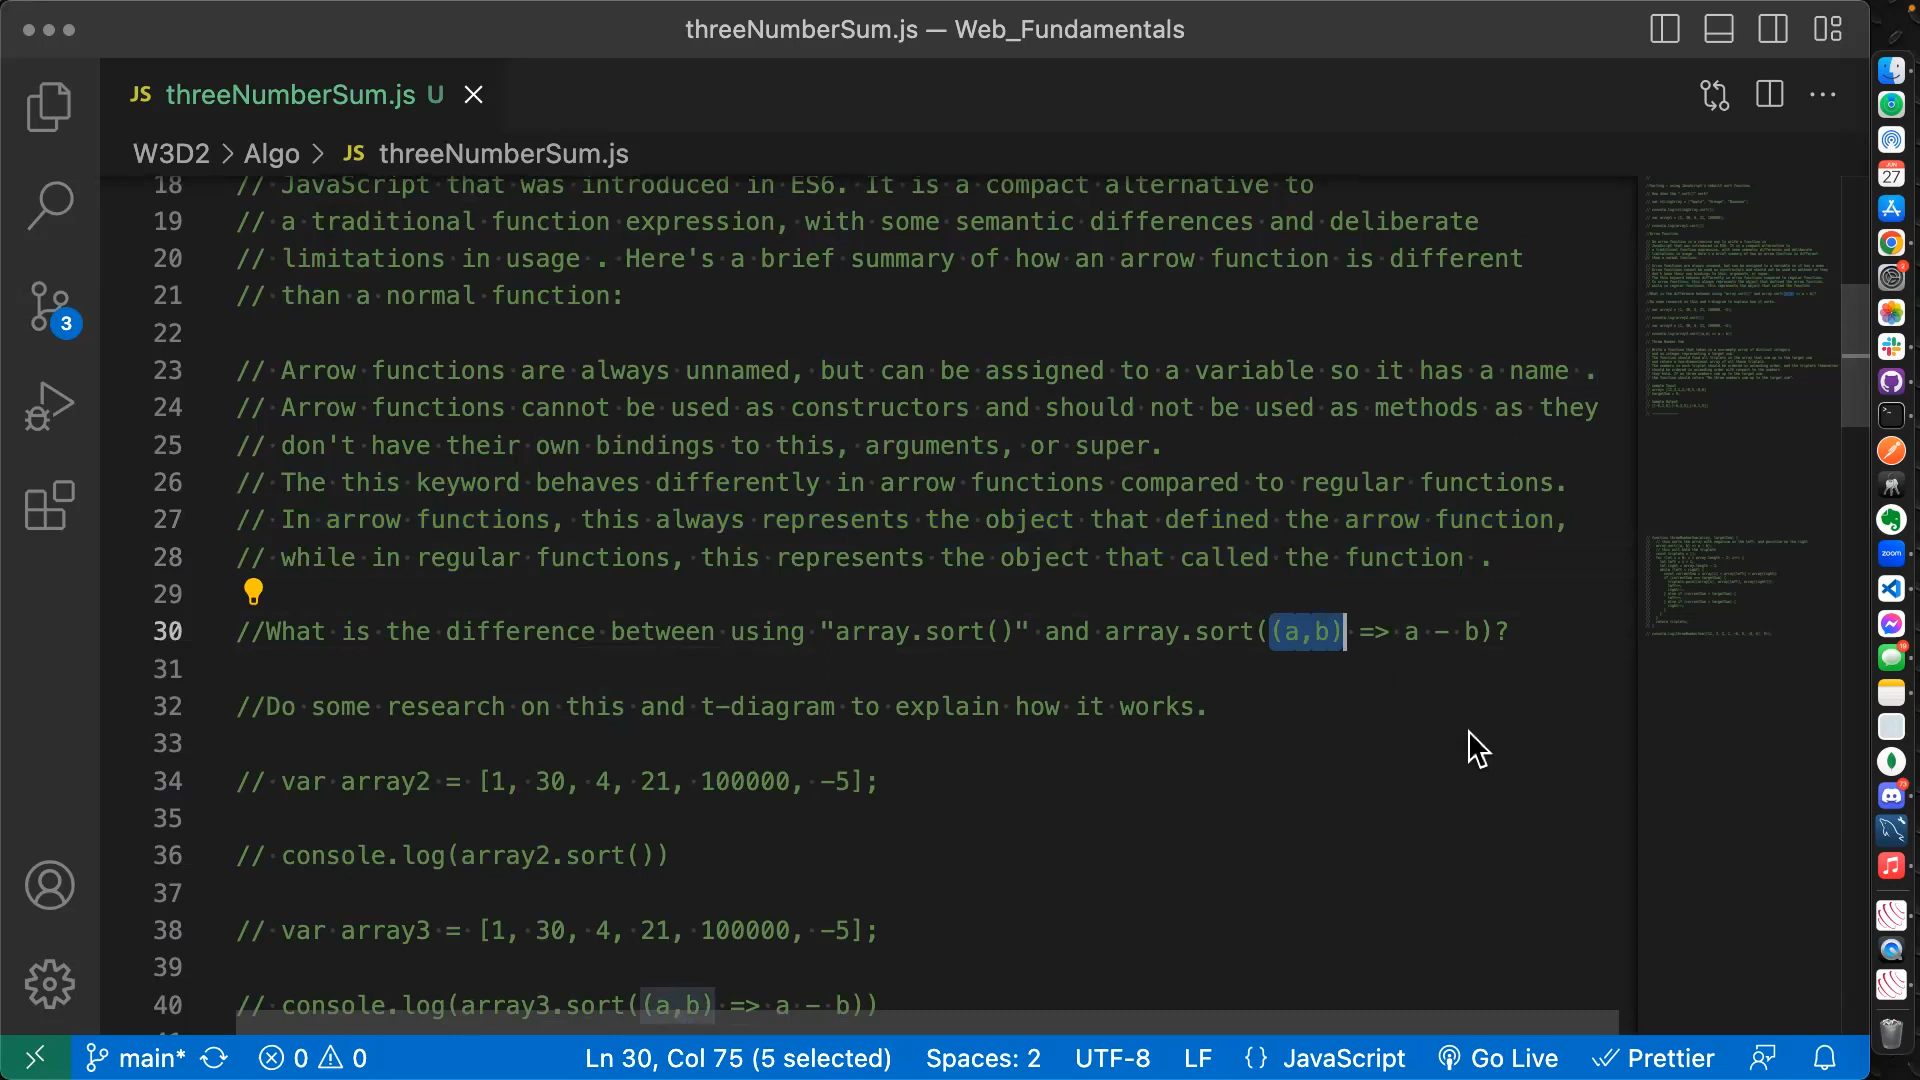 threeNumberSum.js — Web_Fundamentals
JS threeNumberSum.js U
W3D2 > Algo > JS threeNumberSum.js
18 // JavaScript that was introduced in ES6. It is a compact alternative to
19 // a traditional function expression, with some semantic differences and deliberate
20 // limitations in usage . Here's a brief summary of how an arrow function is different
21 // than a normal function:
22
23 // Arrow functions are always unnamed, but can be assigned to a variable so it has a name .
24 // Arrow functions cannot be used as constructors and should not be used as methods as they
25 // don't have their own bindings to this, arguments, or super.
26 // The this keyword behaves differently in arrow functions compared to regular functions.
27 // In arrow functions, this always represents the object that defined the arrow function,
28 // while in regular functions, this represents the object that called the function .
29
30 //What is the difference between using "array.sort()" and array.sort((a,b) => a - b)?
31
32 //Do some research on this and t-diagram to explain how it works.
33
34 // var array2 = [1, 30, 4, 21, 100000, -5];
35
36 // console.log(array2.sort())
37
38 // var array3 = [1, 30, 4, 21, 100000, -5];
39
40 // console.log(array3.sort((a,b) => a - b))
3
main* 0 0 Ln 30, Col 75 (5 selected) Spaces: 2 UTF-8 LF {} JavaScript Go Live Prettier
27
zoom